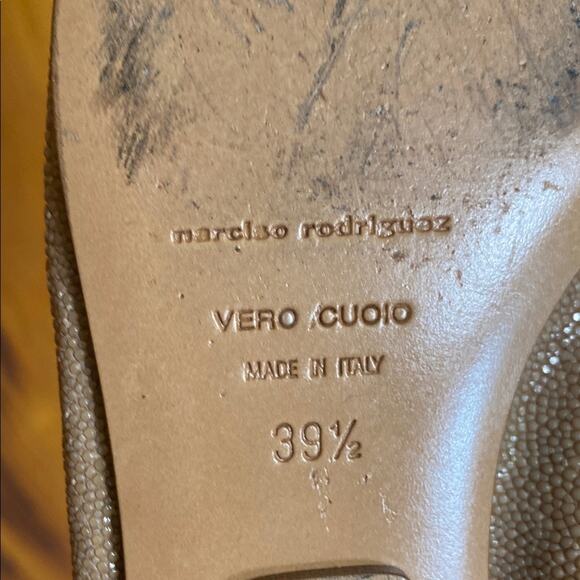 narciso rodriguez
VERO CUOIO
MADE IN ITALY
39½